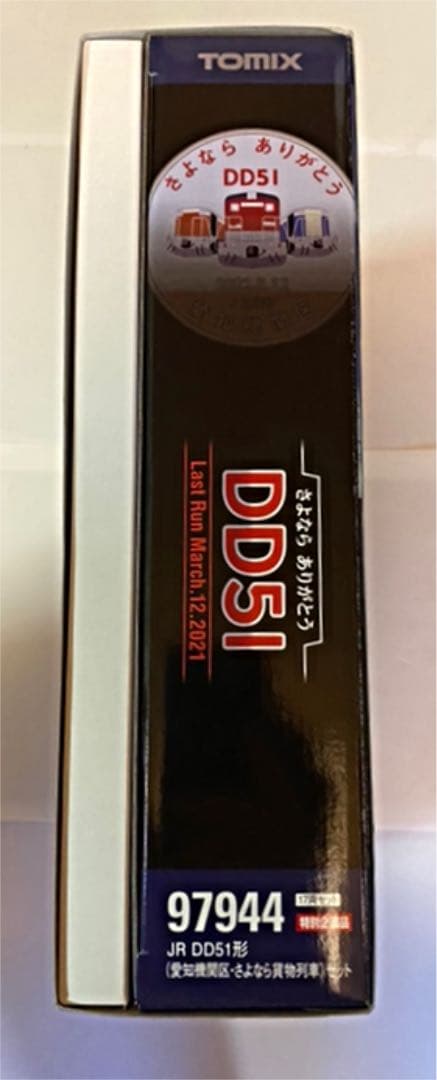 TOMIX
さよなら ありがとう
DD51
さよなら ありがとう
DD51
Last Run March.12.2021
97944
17両セット
特別企画品
JR DD51形
(愛知機関区・さよなら貨物列車)セット